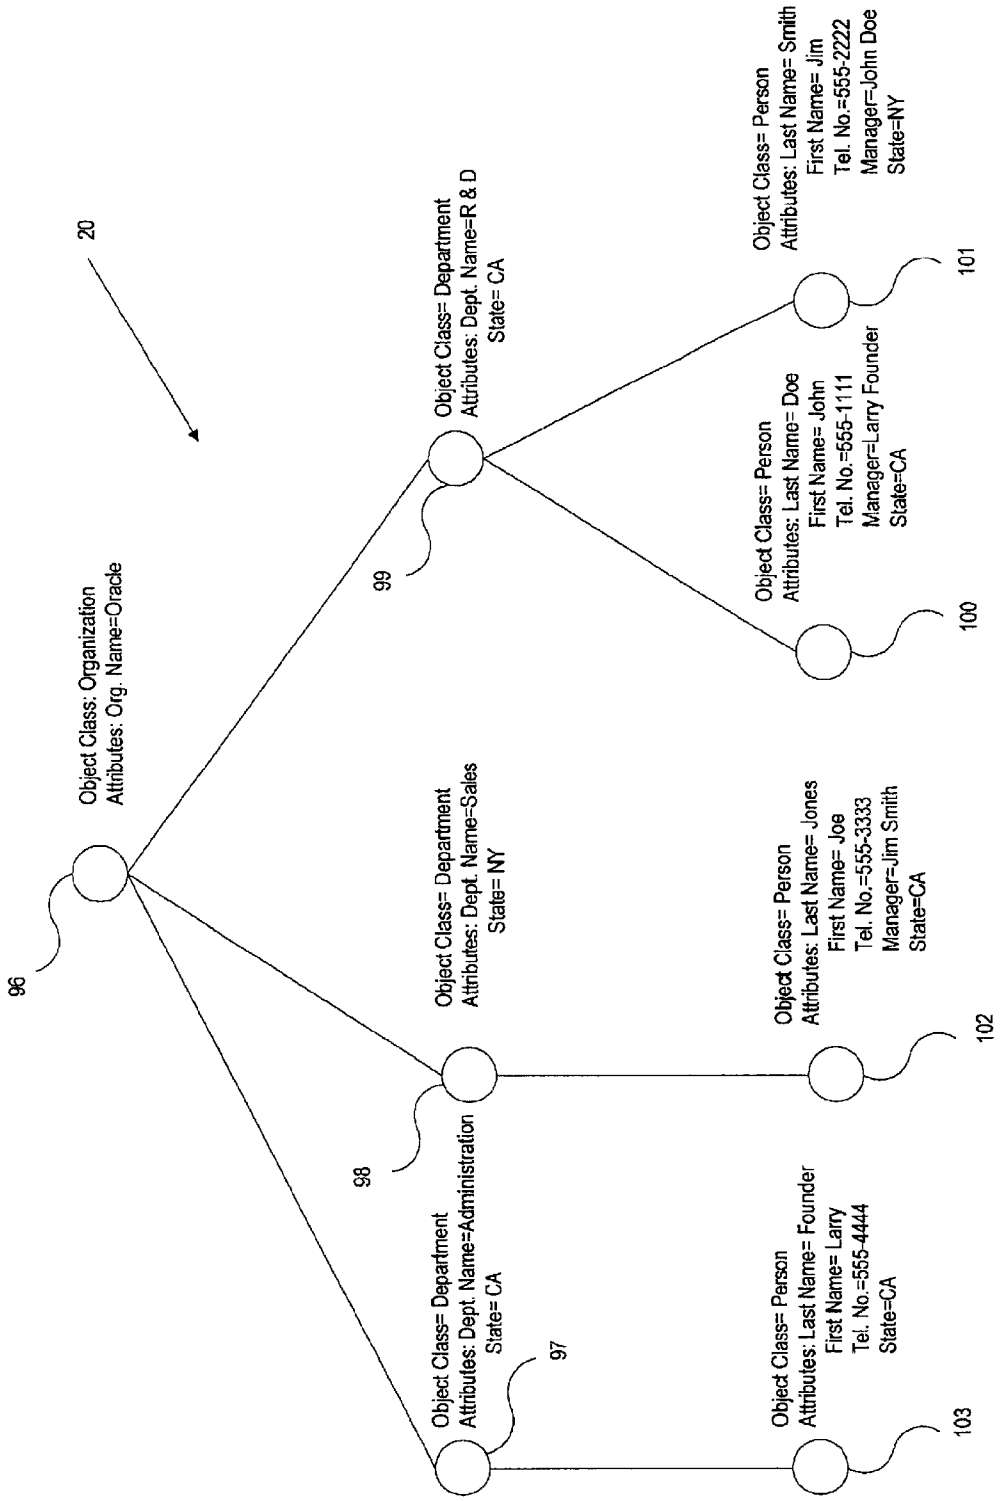 20
96
Object Class: Organization
Attributes: Org. Name=Oracle
Object Class= Department
Attributes: Dept. Name=Administration
State= CA
97
98
Object Class= Department
Attributes: Dept. Name=Sales
State= NY
99
Object Class= Department
Attributes: Dept. Name=R & D
State= CA
Object Class= Person
Attributes: Last Name= Founder
First Name= Larry
Tel. No.=555-4444
State=CA
103
Object Class= Person
Attributes: Last Name= Jones
First Name= Joe
Tel. No.=555-3333
Manager=Jim Smith
State=CA
102
Object Class= Person
Attributes: Last Name= Doe
First Name= John
Tel. No.=555-1111
Manager=Larry Founder
State=CA
100
Object Class= Person
Attributes: Last Name= Smith
First Name= Jim
Tel. No.=555-2222
Manager=John Doe
State=NY
101